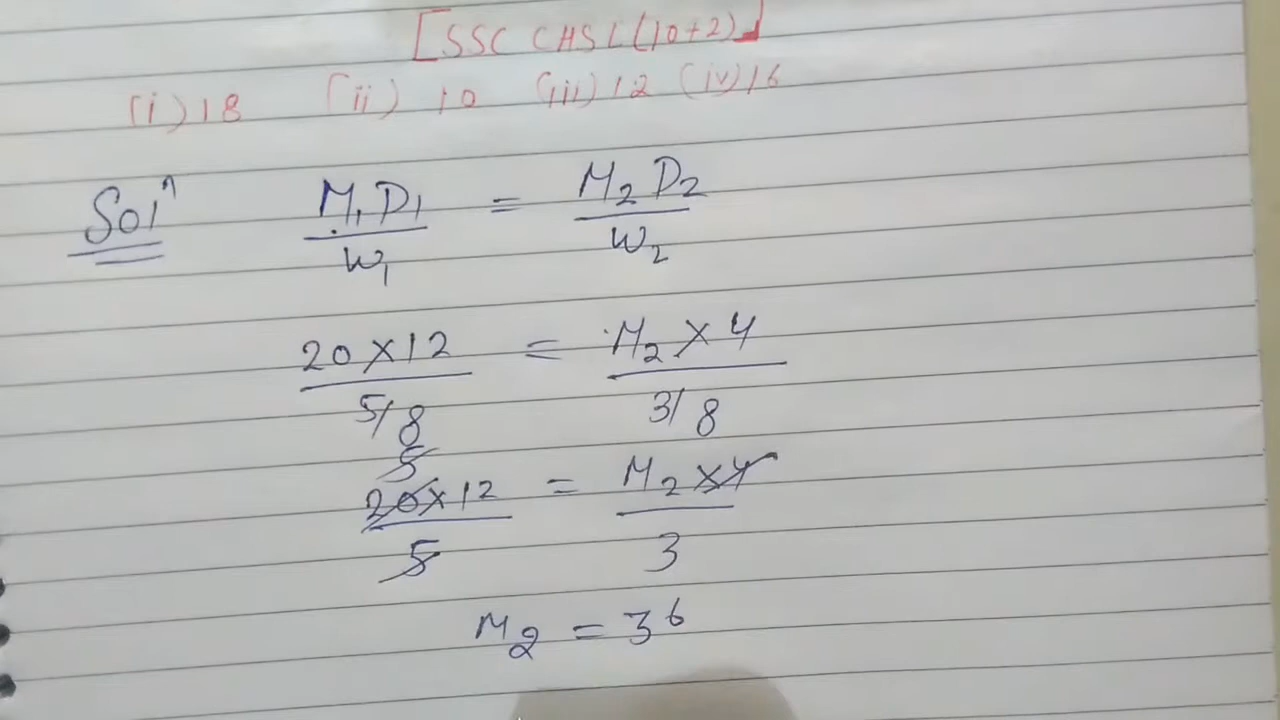 [SSC CHSL (10+2)]
(i) 18 (ii) 10 (iii) 12 (iv) 16
Solⁿ M₁D₁ = M₂D₂
W₁ W₂
20×12 = M₂×4
5/8 3/8
5
20×12 = M₂×4
5 3
M₂ = 36